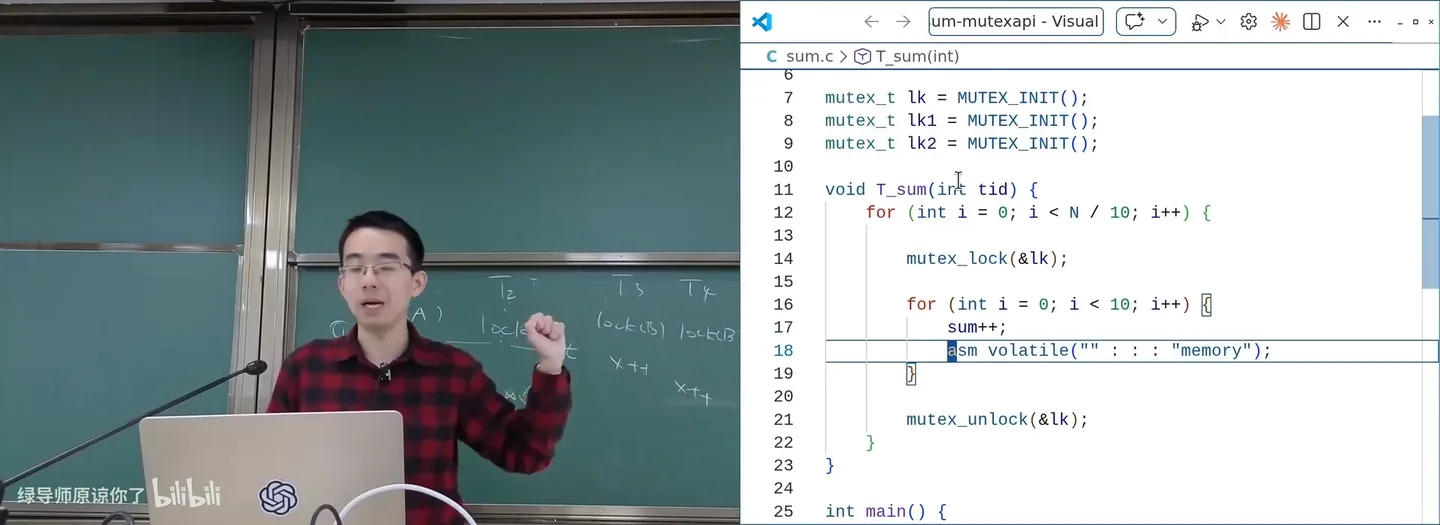 T2
T3
T4
(A)
lock
lock(B)
lock(B
X++
X++
绿导师原谅你了
bilibili
um-mutexapi - Visual
C sum.c > T_sum(int)
6
7 mutex_t lk = MUTEX_INIT();
8 mutex_t lk1 = MUTEX_INIT();
9 mutex_t lk2 = MUTEX_INIT();
10
11 void T_sum(int tid) {
12 for (int i = 0; i < N / 10; i++) {
13
14 mutex_lock(&lk);
15
16 for (int i = 0; i < 10; i++) {
17 sum++;
18 asm volatile("" : : : "memory");
19 }
20
21 mutex_unlock(&lk);
22 }
23 }
24
25 int main() {